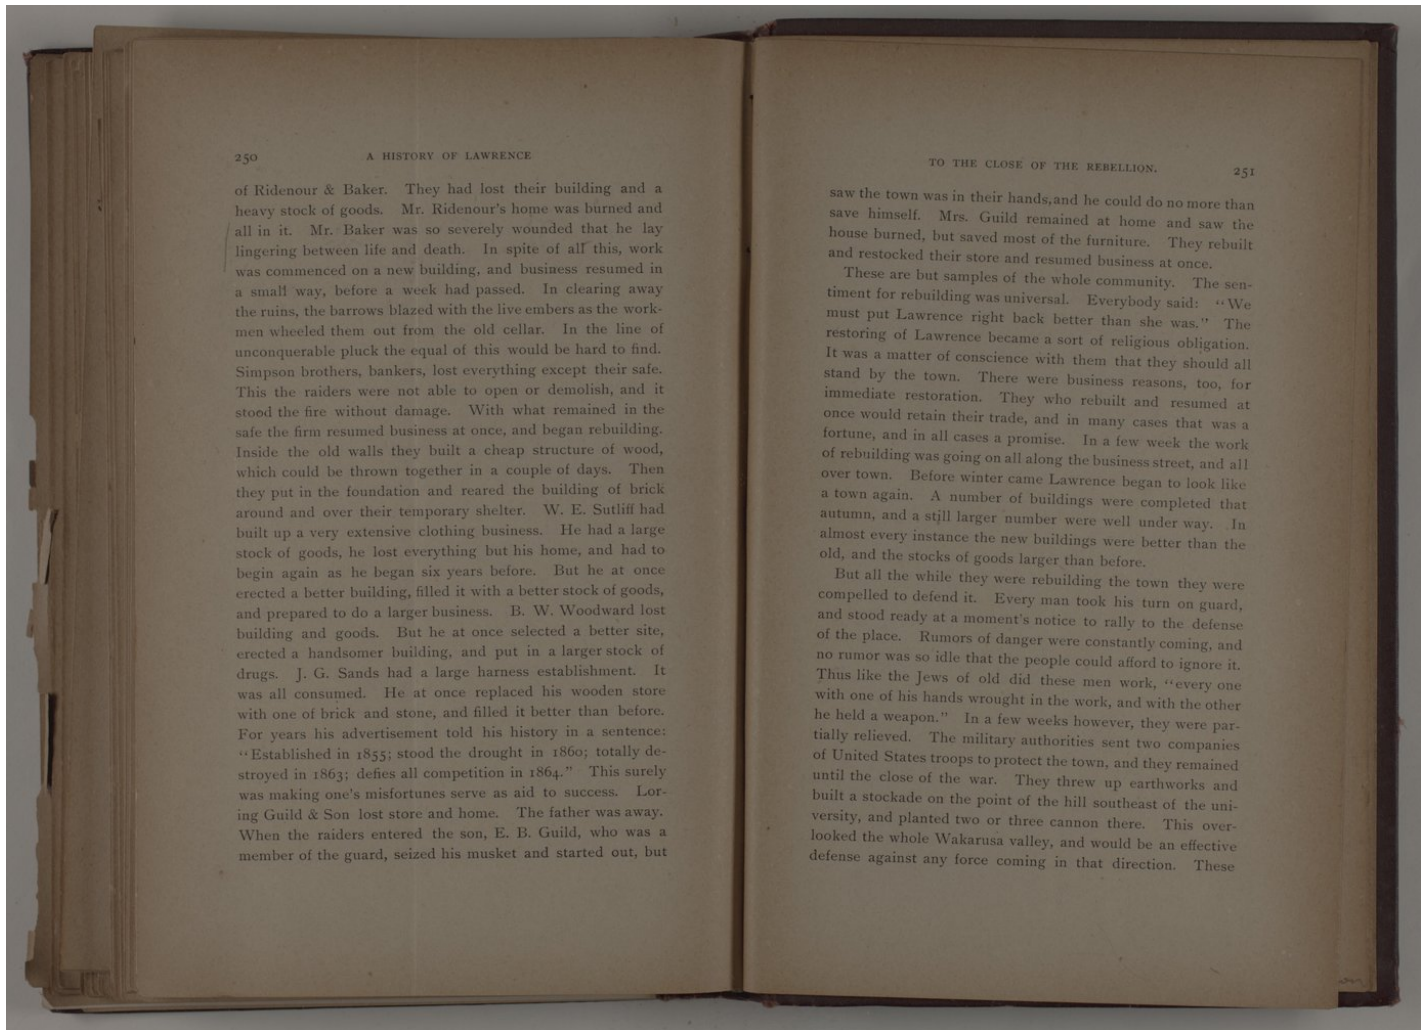 250 A HISTORY OF LAWRENCE
of Ridenour & Baker. They had lost their building and a
heavy stock of goods. Mr. Ridenour's home was burned and
all in it. Mr. Baker was so severely wounded that he lay
lingering between life and death. In spite of all this, work
was commenced on a new building, and business resumed in
a small way, before a week had passed. In clearing away
the ruins, the barrows blazed with the live embers as the work-
men wheeled them out from the old cellar. In the line of
unconquerable pluck the equal of this would be hard to find.
Simpson brothers, bankers, lost everything except their safe.
This the raiders were not able to open or demolish, and it
stood the fire without damage. With what remained in the
safe the firm resumed business at once, and began rebuilding.
Inside the old walls they built a cheap structure of wood,
which could be thrown together in a couple of days. Then
they put in the foundation and reared the building of brick
around and over their temporary shelter. W. E. Sutliff had
built up a very extensive clothing business. He had a large
stock of goods, he lost everything but his home, and had to
begin again as he began six years before. But he at once
erected a better building, filled it with a better stock of goods,
and prepared to do a larger business. B. W. Woodward lost
building and goods. But he at once selected a better site,
erected a handsomer building, and put in a larger stock of
drugs. J. G. Sands had a large harness establishment. It
was all consumed. He at once replaced his wooden store
with one of brick and stone, and filled it better than before.
For years his advertisement told his history in a sentence:
"Established in 1855; stood the drought in 1860; totally de-
stroyed in 1863; defies all competition in 1864." This surely
was making one's misfortunes serve as aid to success. Lor-
ing Guild & Son lost store and home. The father was away.
When the raiders entered the son, E. B. Guild, who was a
member of the guard, seized his musket and started out, but
TO THE CLOSE OF THE REBELLION. 251
saw the town was in their hands, and he could do no more than
save himself. Mrs. Guild remained at home and saw the
house burned, but saved most of the furniture. They rebuilt
and restocked their store and resumed business at once.
These are but samples of the whole community. The sen-
timent for rebuilding was universal. Everybody said: "We
must put Lawrence right back better than she was." The
restoring of Lawrence became a sort of religious obligation.
It was a matter of conscience with them that they should all
stand by the town. There were business reasons, too, for
immediate restoration. They who rebuilt and resumed at
once would retain their trade, and in many cases that was a
fortune, and in all cases a promise. In a few week the work
of rebuilding was going on all along the business street, and all
over town. Before winter came Lawrence began to look like
a town again. A number of buildings were completed that
autumn, and a still larger number were well under way. In
almost every instance the new buildings were better than the
old, and the stocks of goods larger than before.
But all the while they were rebuilding the town they were
compelled to defend it. Every man took his turn on guard,
and stood ready at a moment's notice to rally to the defense
of the place. Rumors of danger were constantly coming, and
no rumor was so idle that the people could afford to ignore it.
Thus like the Jews of old did these men work, "every one
with one of his hands wrought in the work, and with the other
he held a weapon." In a few weeks however, they were par-
tially relieved. The military authorities sent two companies
of United States troops to protect the town, and they remained
until the close of the war. They threw up earthworks and
built a stockade on the point of the hill southeast of the uni-
versity, and planted two or three cannon there. This over-
looked the whole Wakarusa valley, and would be an effective
defense against any force coming in that direction. These